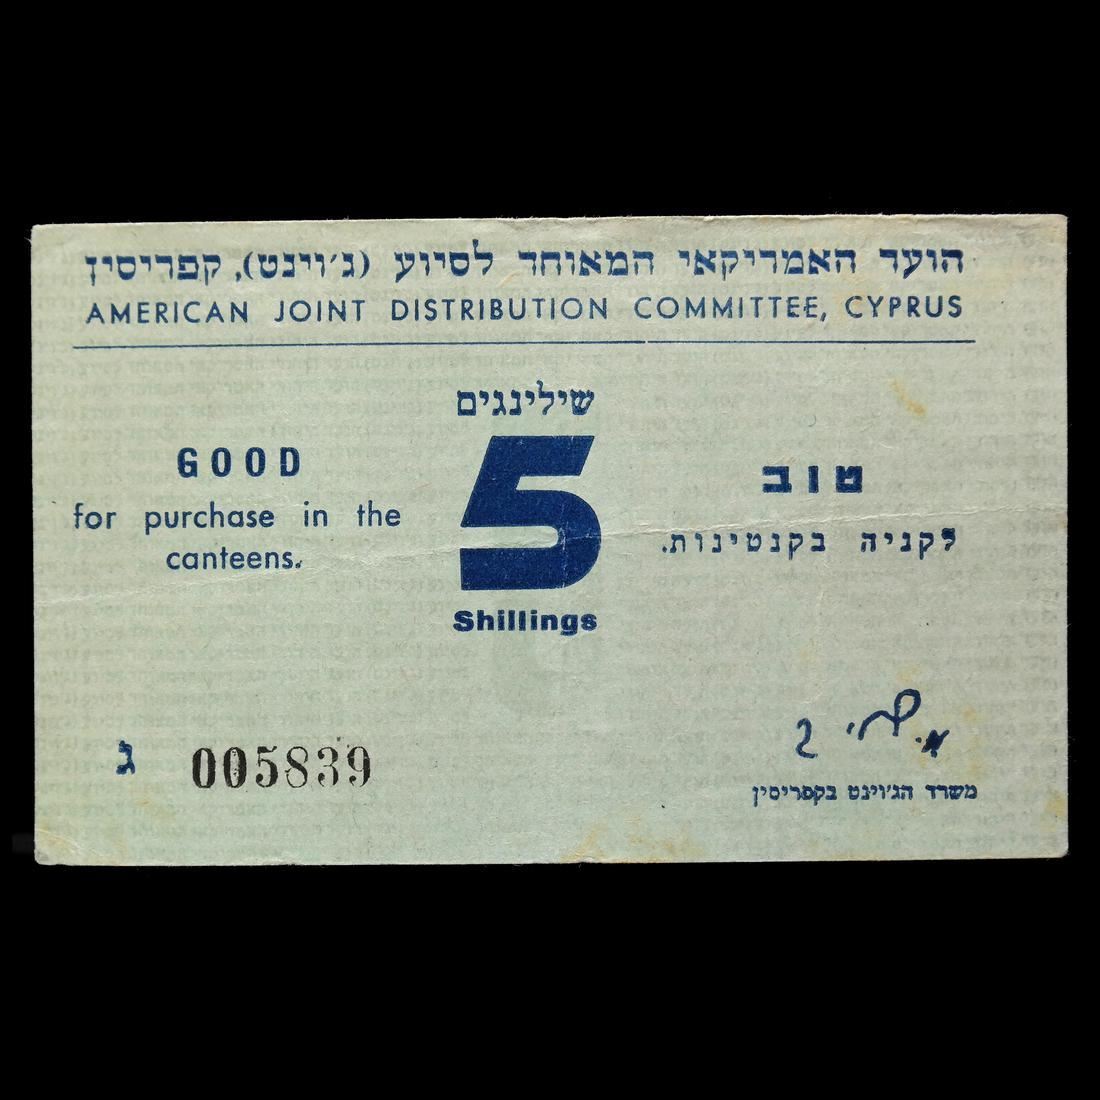 הועד האמריקאי המאוחד לסיוע (ג'וינט), קפריסין
AMERICAN JOINT DISTRIBUTION COMMITTEE, CYPRUS
שילינגים
5
Shillings
GOOD
for purchase in the
canteens.
טוב
לקניה בקנטינות.
ג 005839
משרד הג'וינט בקפריסין